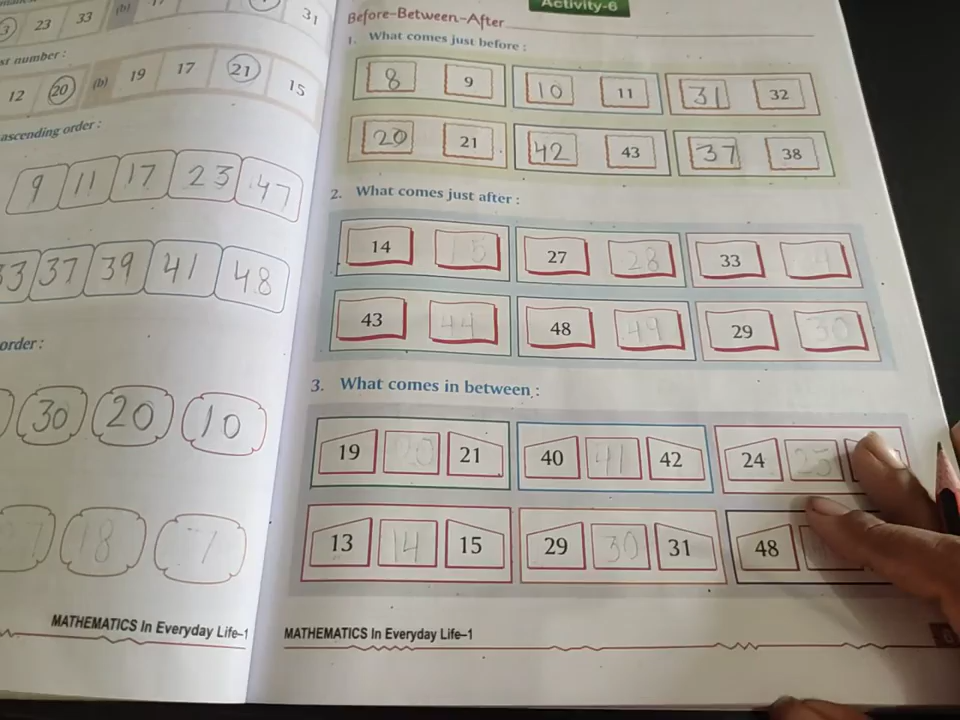 23 33 (b) 31
st number :
12 20 (b) 19 17 21 15
ascending order :
9 11 17 23 47
33 37 39 41 48
order :
30 20 10
18 7
MATHEMATICS In Everyday Life–1
Activity-6
Before–Between–After
1. What comes just before :
8 9 10 11 31 32
20 21 42 43 37 38
2. What comes just after :
14 15 27 28 33
43 44 48 49 29 30
3. What comes in between :
19 20 21 40 41 42 24 25
13 14 15 29 30 31 48
MATHEMATICS In Everyday Life–1